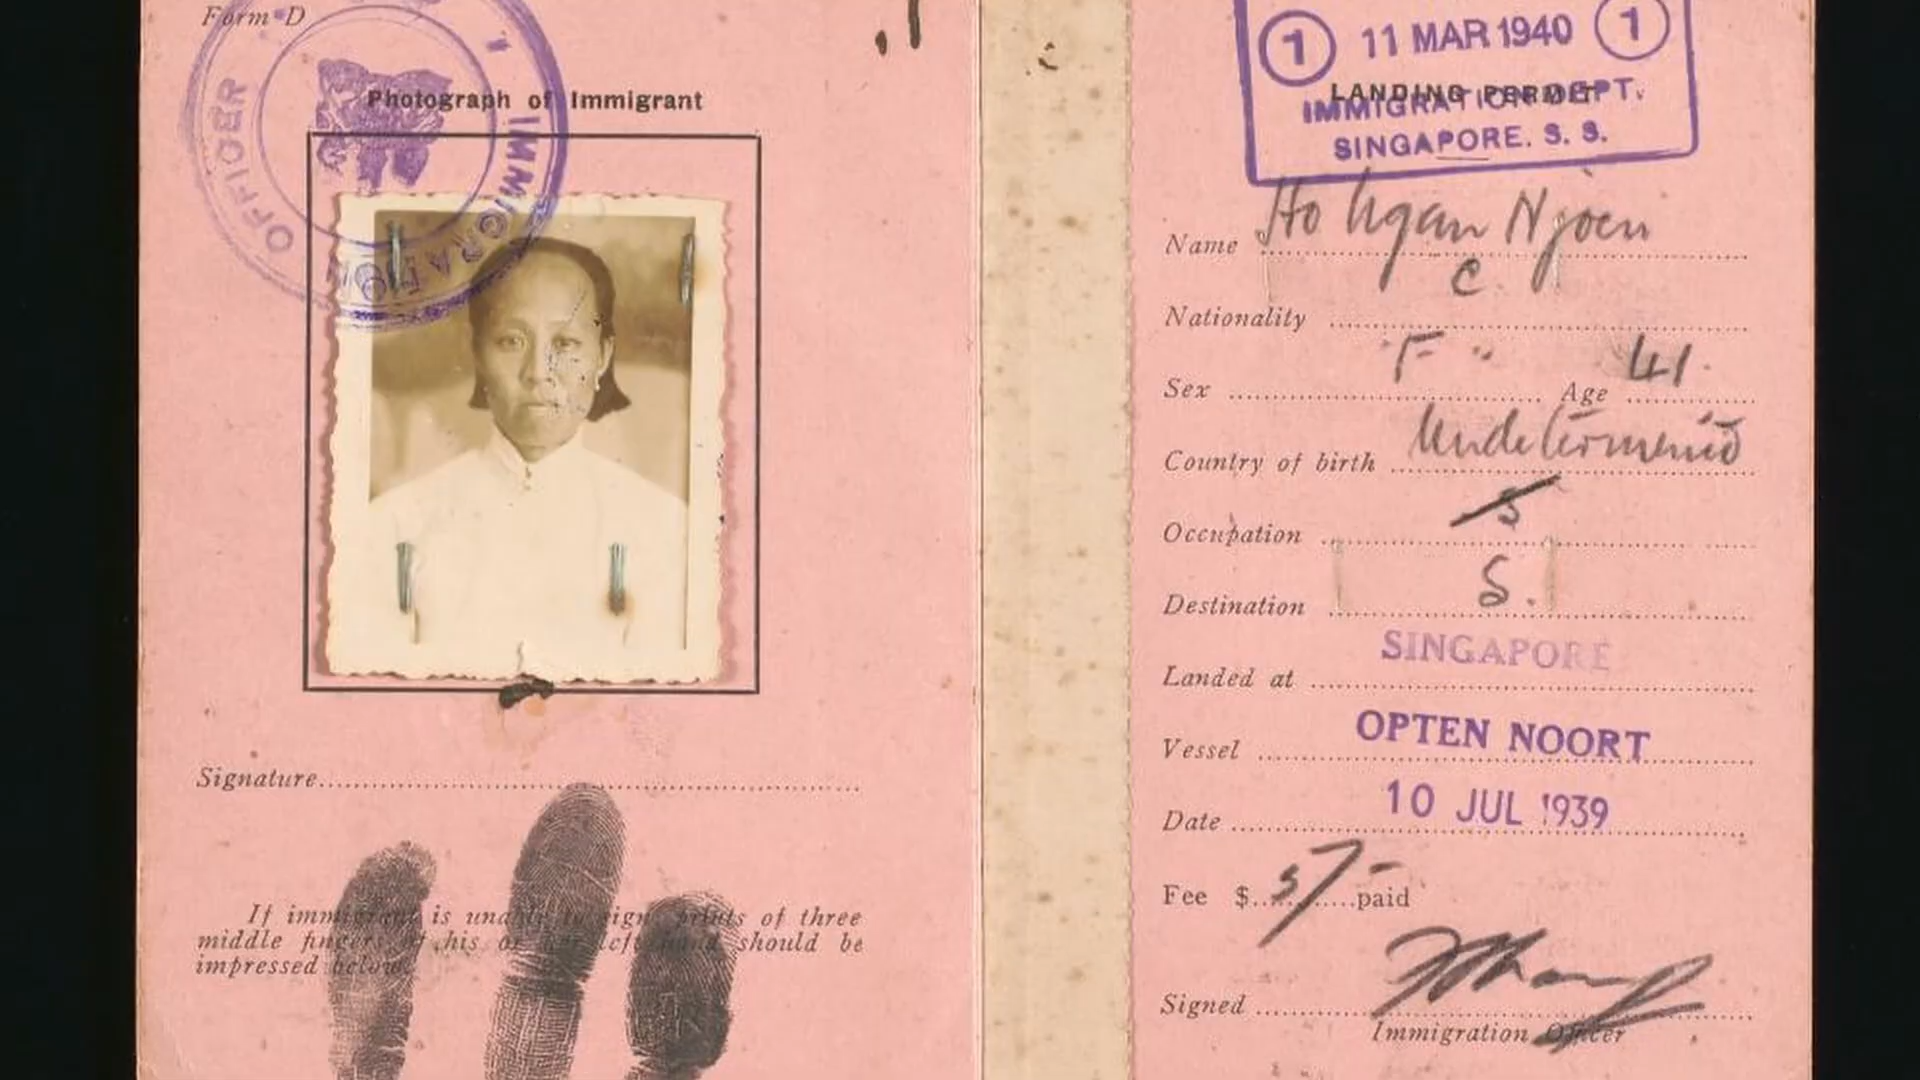 Form D
OFFICER
IMMIGRATION
Photograph of Immigrant
Signature
If immigrant is unable to sign, prints of three
middle fingers of his or her left hand should be
impressed below.
1 11 MAR 1940 1
LANDING PERMIT
IMMIGRATION DEPT.
SINGAPORE. S. S.
Name Ho Ngan Njoen
Nationality C.
Sex F Age 41
Country of birth Undetermined
Occupation S
Destination S.
Landed at SINGAPORE
Vessel OPTEN NOORT
Date 10 JUL 1939
Fee $ 5/- paid
Signed
Immigration Officer